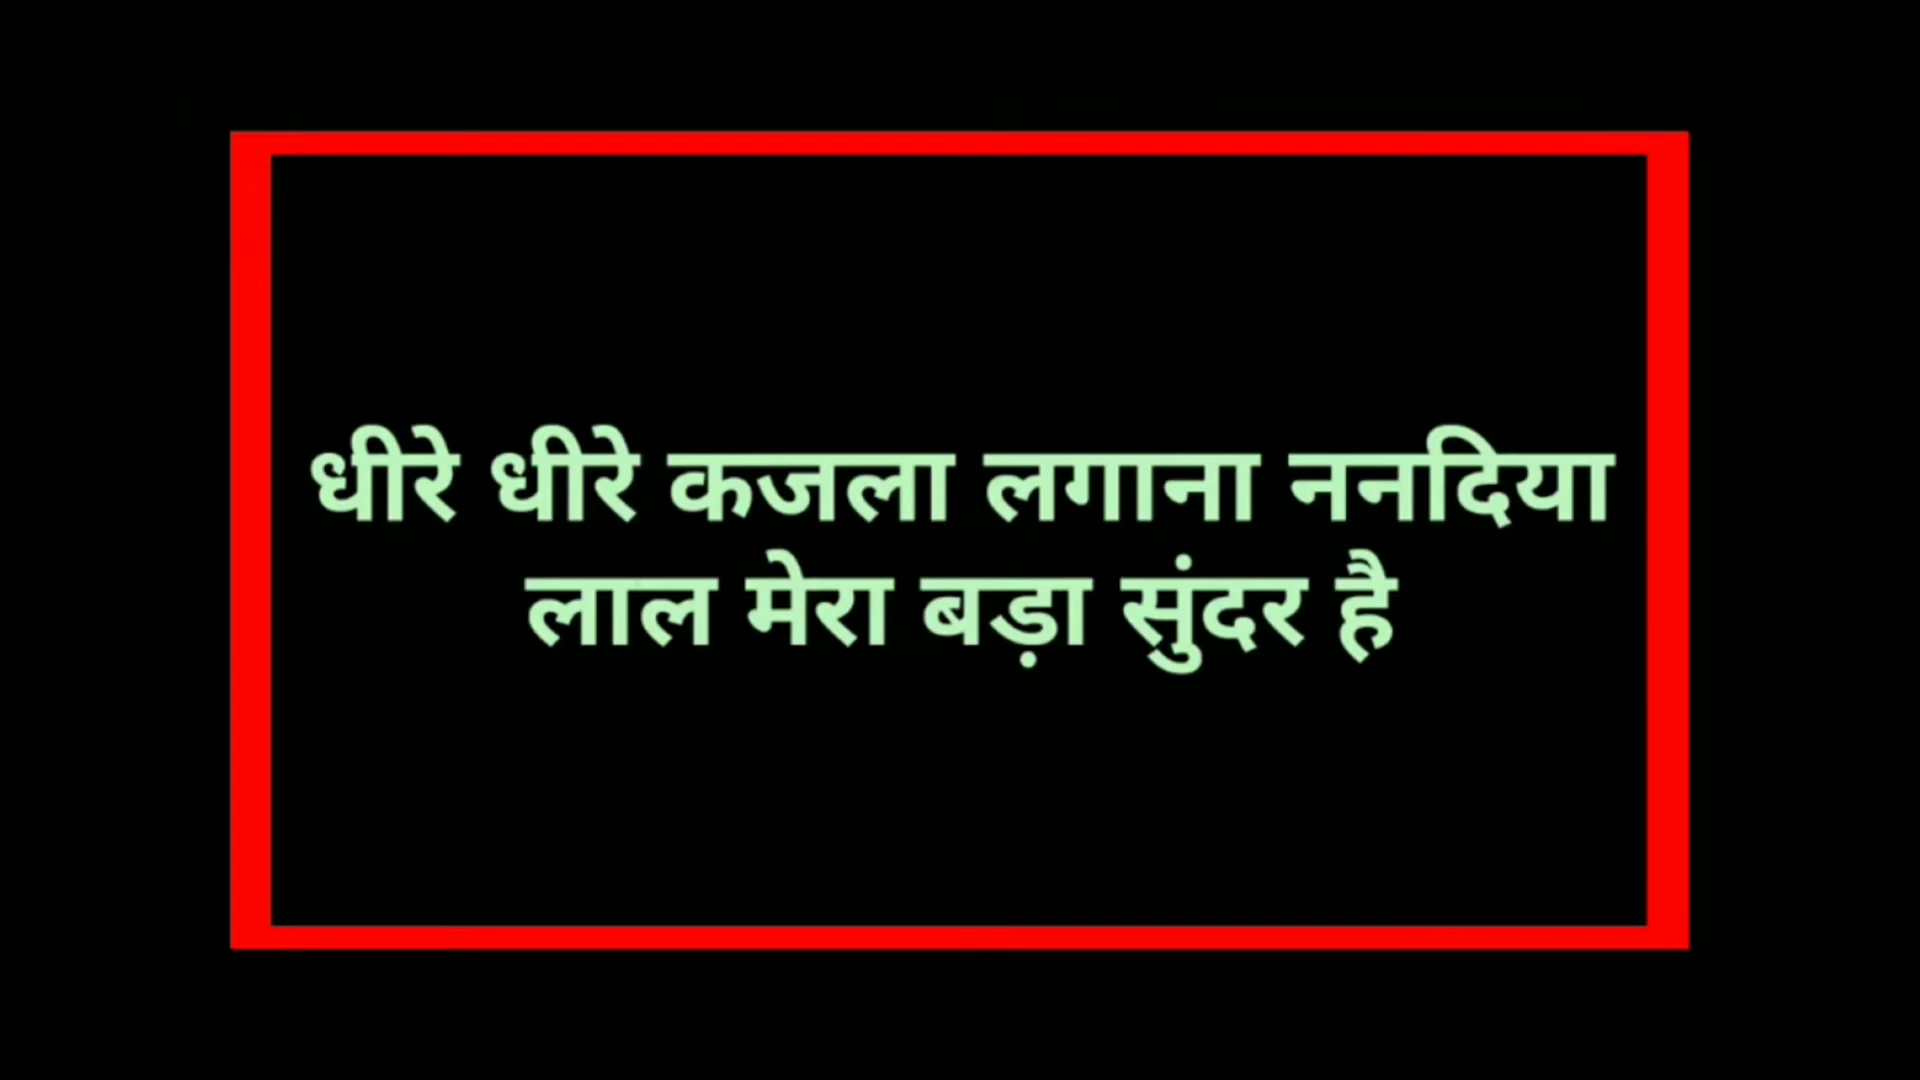 धीरे धीरे कजला लगाना ननदिया
लाल मेरा बड़ा सुंदर है